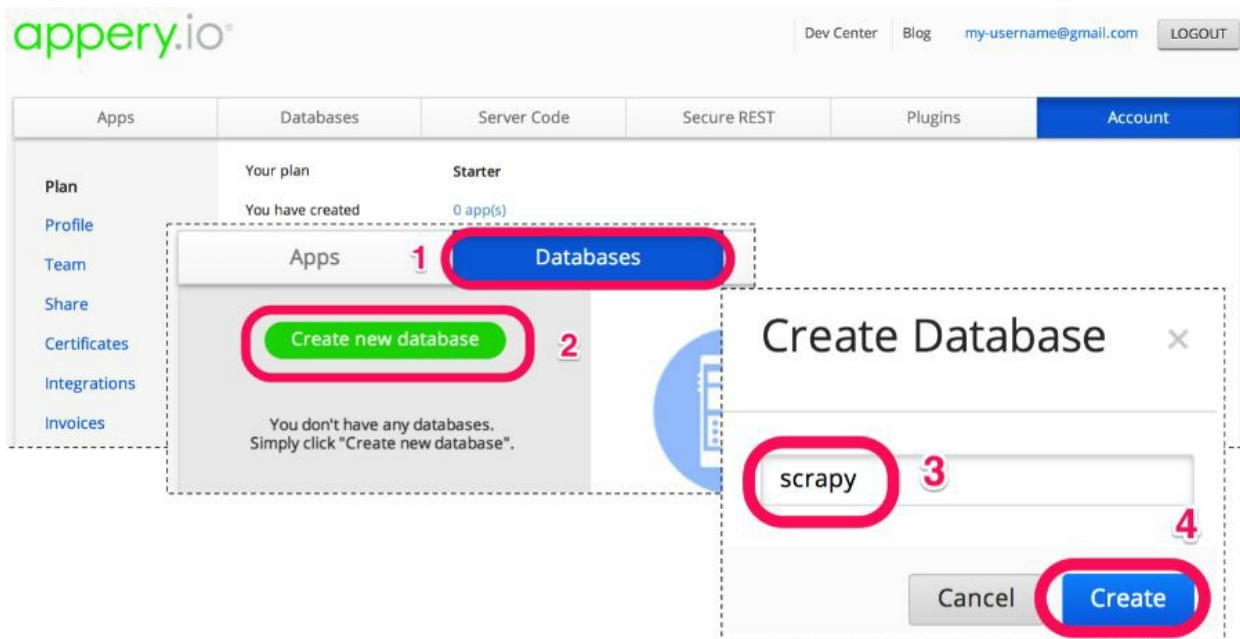 appery.io
Dev Center Blog my-username@gmail.com LOGOUT
Apps Databases Server Code Secure REST Plugins Account
Plan
Profile
Team
Share
Certificates
Integrations
Invoices
Your plan Starter
You have created 0 app(s)
Apps 1 Databases
Create new database 2
You don't have any databases.
Simply click "Create new database".
Create Database ×
scrapy 3
4
Cancel Create